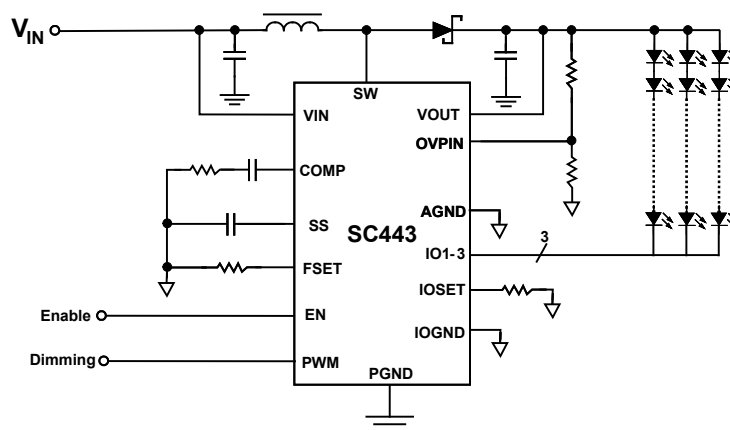 VIN
SW
VIN
VOUT
OVPIN
COMP
AGND
SC443
SS
3
IO1-3
FSET
IOSET
Enable
EN
IOGND
Dimming
PWM
PGND